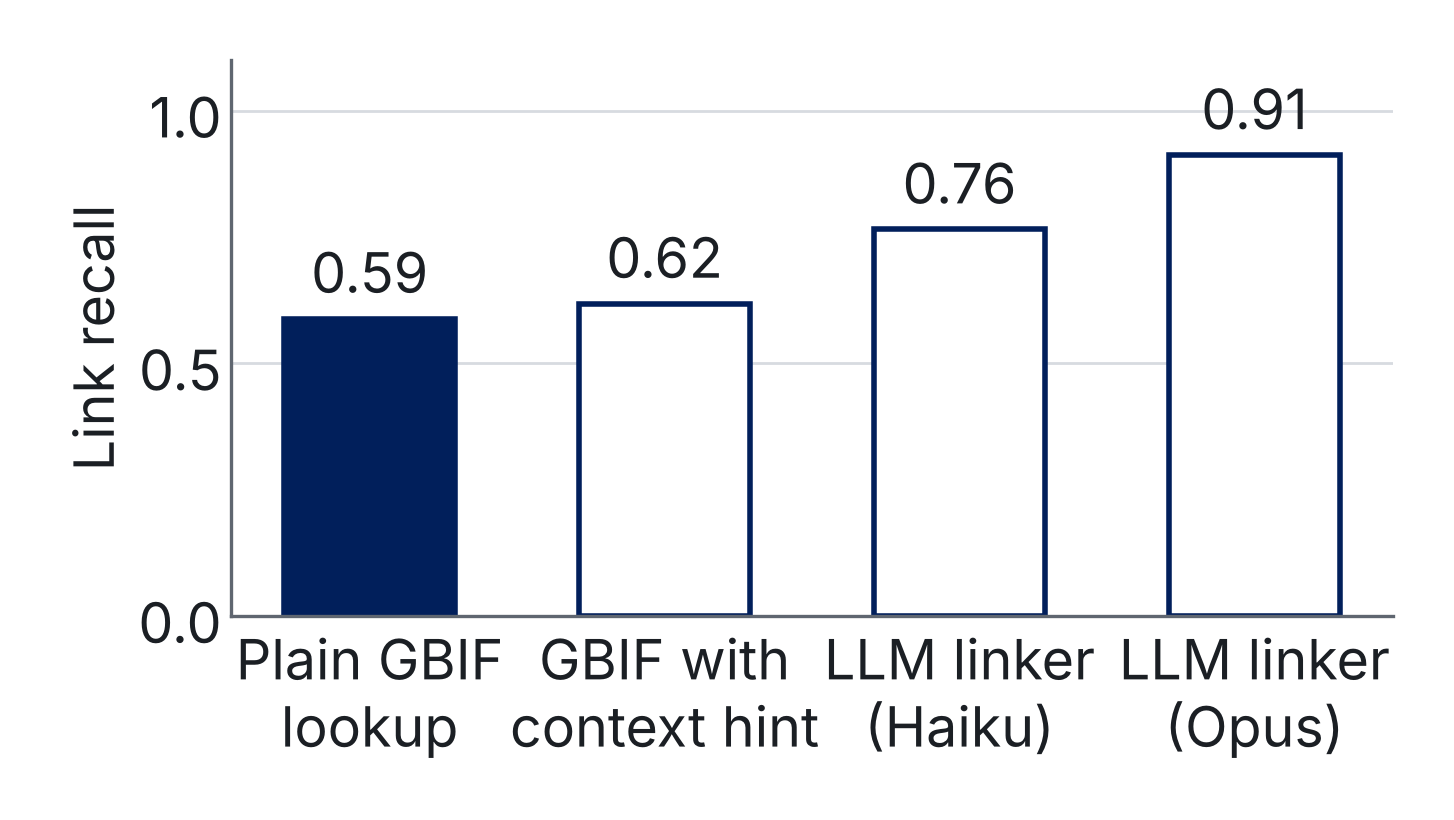 Link recall
1.0
0.5
0.0
0.59
0.62
0.76
0.91
Plain GBIF
lookup
GBIF with
context hint
LLM linker
(Haiku)
LLM linker
(Opus)